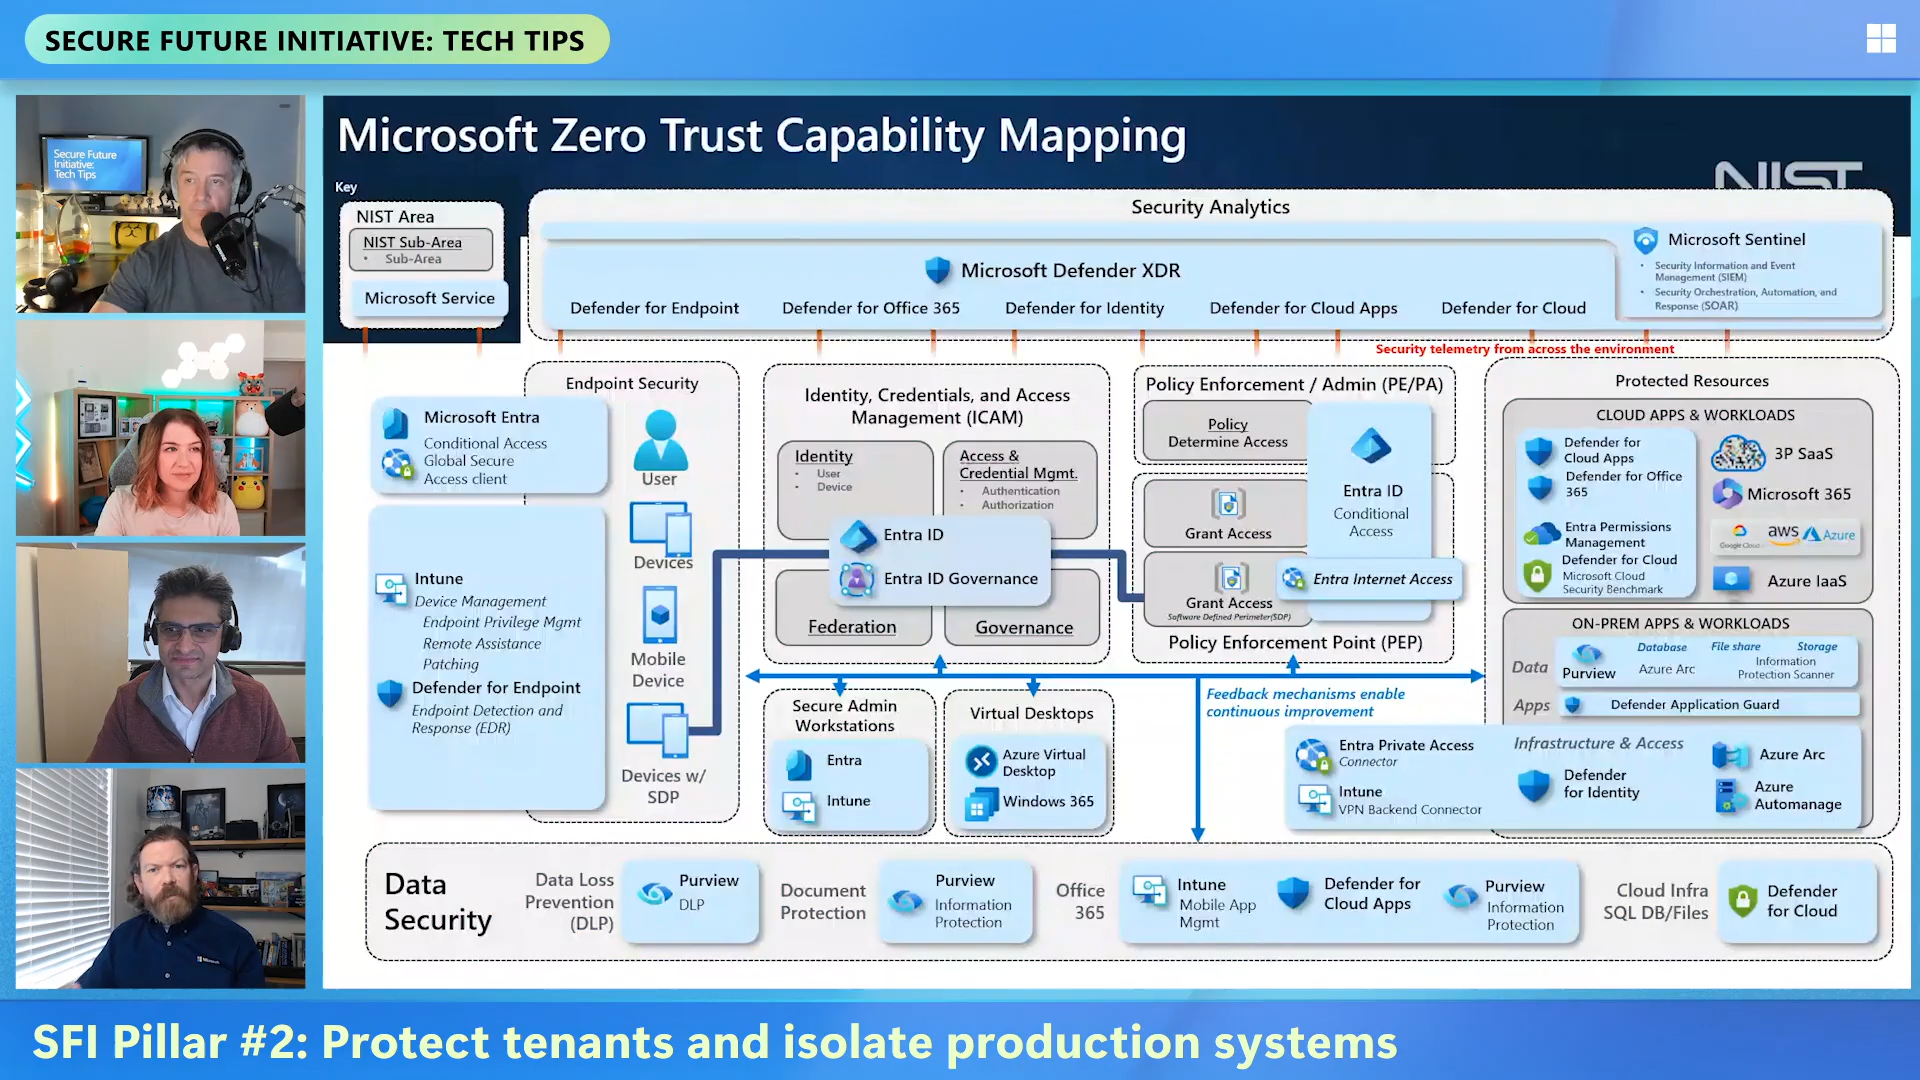 SECURE FUTURE INITIATIVE: TECH TIPS
Secure Future
Initiative:
Tech Tips
Microsoft Zero Trust Capability Mapping
NIST
Key
NIST Area
NIST Sub-Area
• Sub-Area
Microsoft Service
Security Analytics
Microsoft Defender XDR
Defender for Endpoint
Defender for Office 365
Defender for Identity
Defender for Cloud Apps
Defender for Cloud
Microsoft Sentinel
• Security Information and Event
Management (SIEM)
• Security Orchestration, Automation, and
Response (SOAR)
Security telemetry from across the environment
Endpoint Security
Microsoft Entra
Conditional Access
Global Secure
Access client
Intune
Device Management
Endpoint Privilege Mgmt
Remote Assistance
Patching
Defender for Endpoint
Endpoint Detection and
Response (EDR)
User
Devices
Mobile
Device
Devices w/
SDP
Identity, Credentials, and Access
Management (ICAM)
Identity
• User
• Device
Access &
Credential Mgmt.
• Authentication
• Authorization
Entra ID
Entra ID Governance
Federation
Governance
Policy Enforcement / Admin (PE/PA)
Policy
Determine Access
Grant Access
Grant Access
Software Defined Perimeter(SDP)
Entra ID
Conditional
Access
Entra Internet Access
Policy Enforcement Point (PEP)
Secure Admin
Workstations
Entra
Intune
Virtual Desktops
Azure Virtual
Desktop
Windows 365
Feedback mechanisms enable
continuous improvement
Protected Resources
CLOUD APPS & WORKLOADS
Defender for
Cloud Apps
Defender for Office
365
Entra Permissions
Management
Defender for Cloud
Microsoft Cloud
Security Benchmark
3P SaaS
Microsoft 365
Google Cloud
aws
Azure
Azure IaaS
ON-PREM APPS & WORKLOADS
Data
Purview
Database
Azure Arc
File share
Storage
Information
Protection Scanner
Apps
Defender Application Guard
Infrastructure & Access
Entra Private Access
Connector
Intune
VPN Backend Connector
Defender
for Identity
Azure Arc
Azure
Automanage
Data
Security
Data Loss
Prevention
(DLP)
Purview
DLP
Document
Protection
Purview
Information
Protection
Office
365
Intune
Mobile App
Mgmt
Defender for
Cloud Apps
Purview
Information
Protection
Cloud Infra
SQL DB/Files
Defender
for Cloud
Microsoft
SFI Pillar #2: Protect tenants and isolate production systems